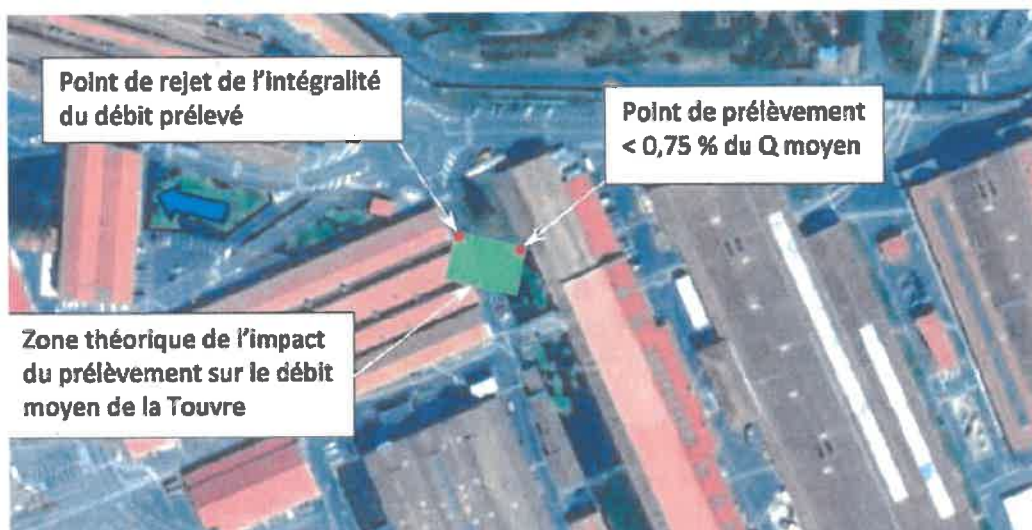 Point de rejet de l'intégralité
du débit prélevé
Point de prélèvement
< 0,75 % du Q moyen
Zone théorique de l'impact
du prélèvement sur le débit
moyen de la Touvre